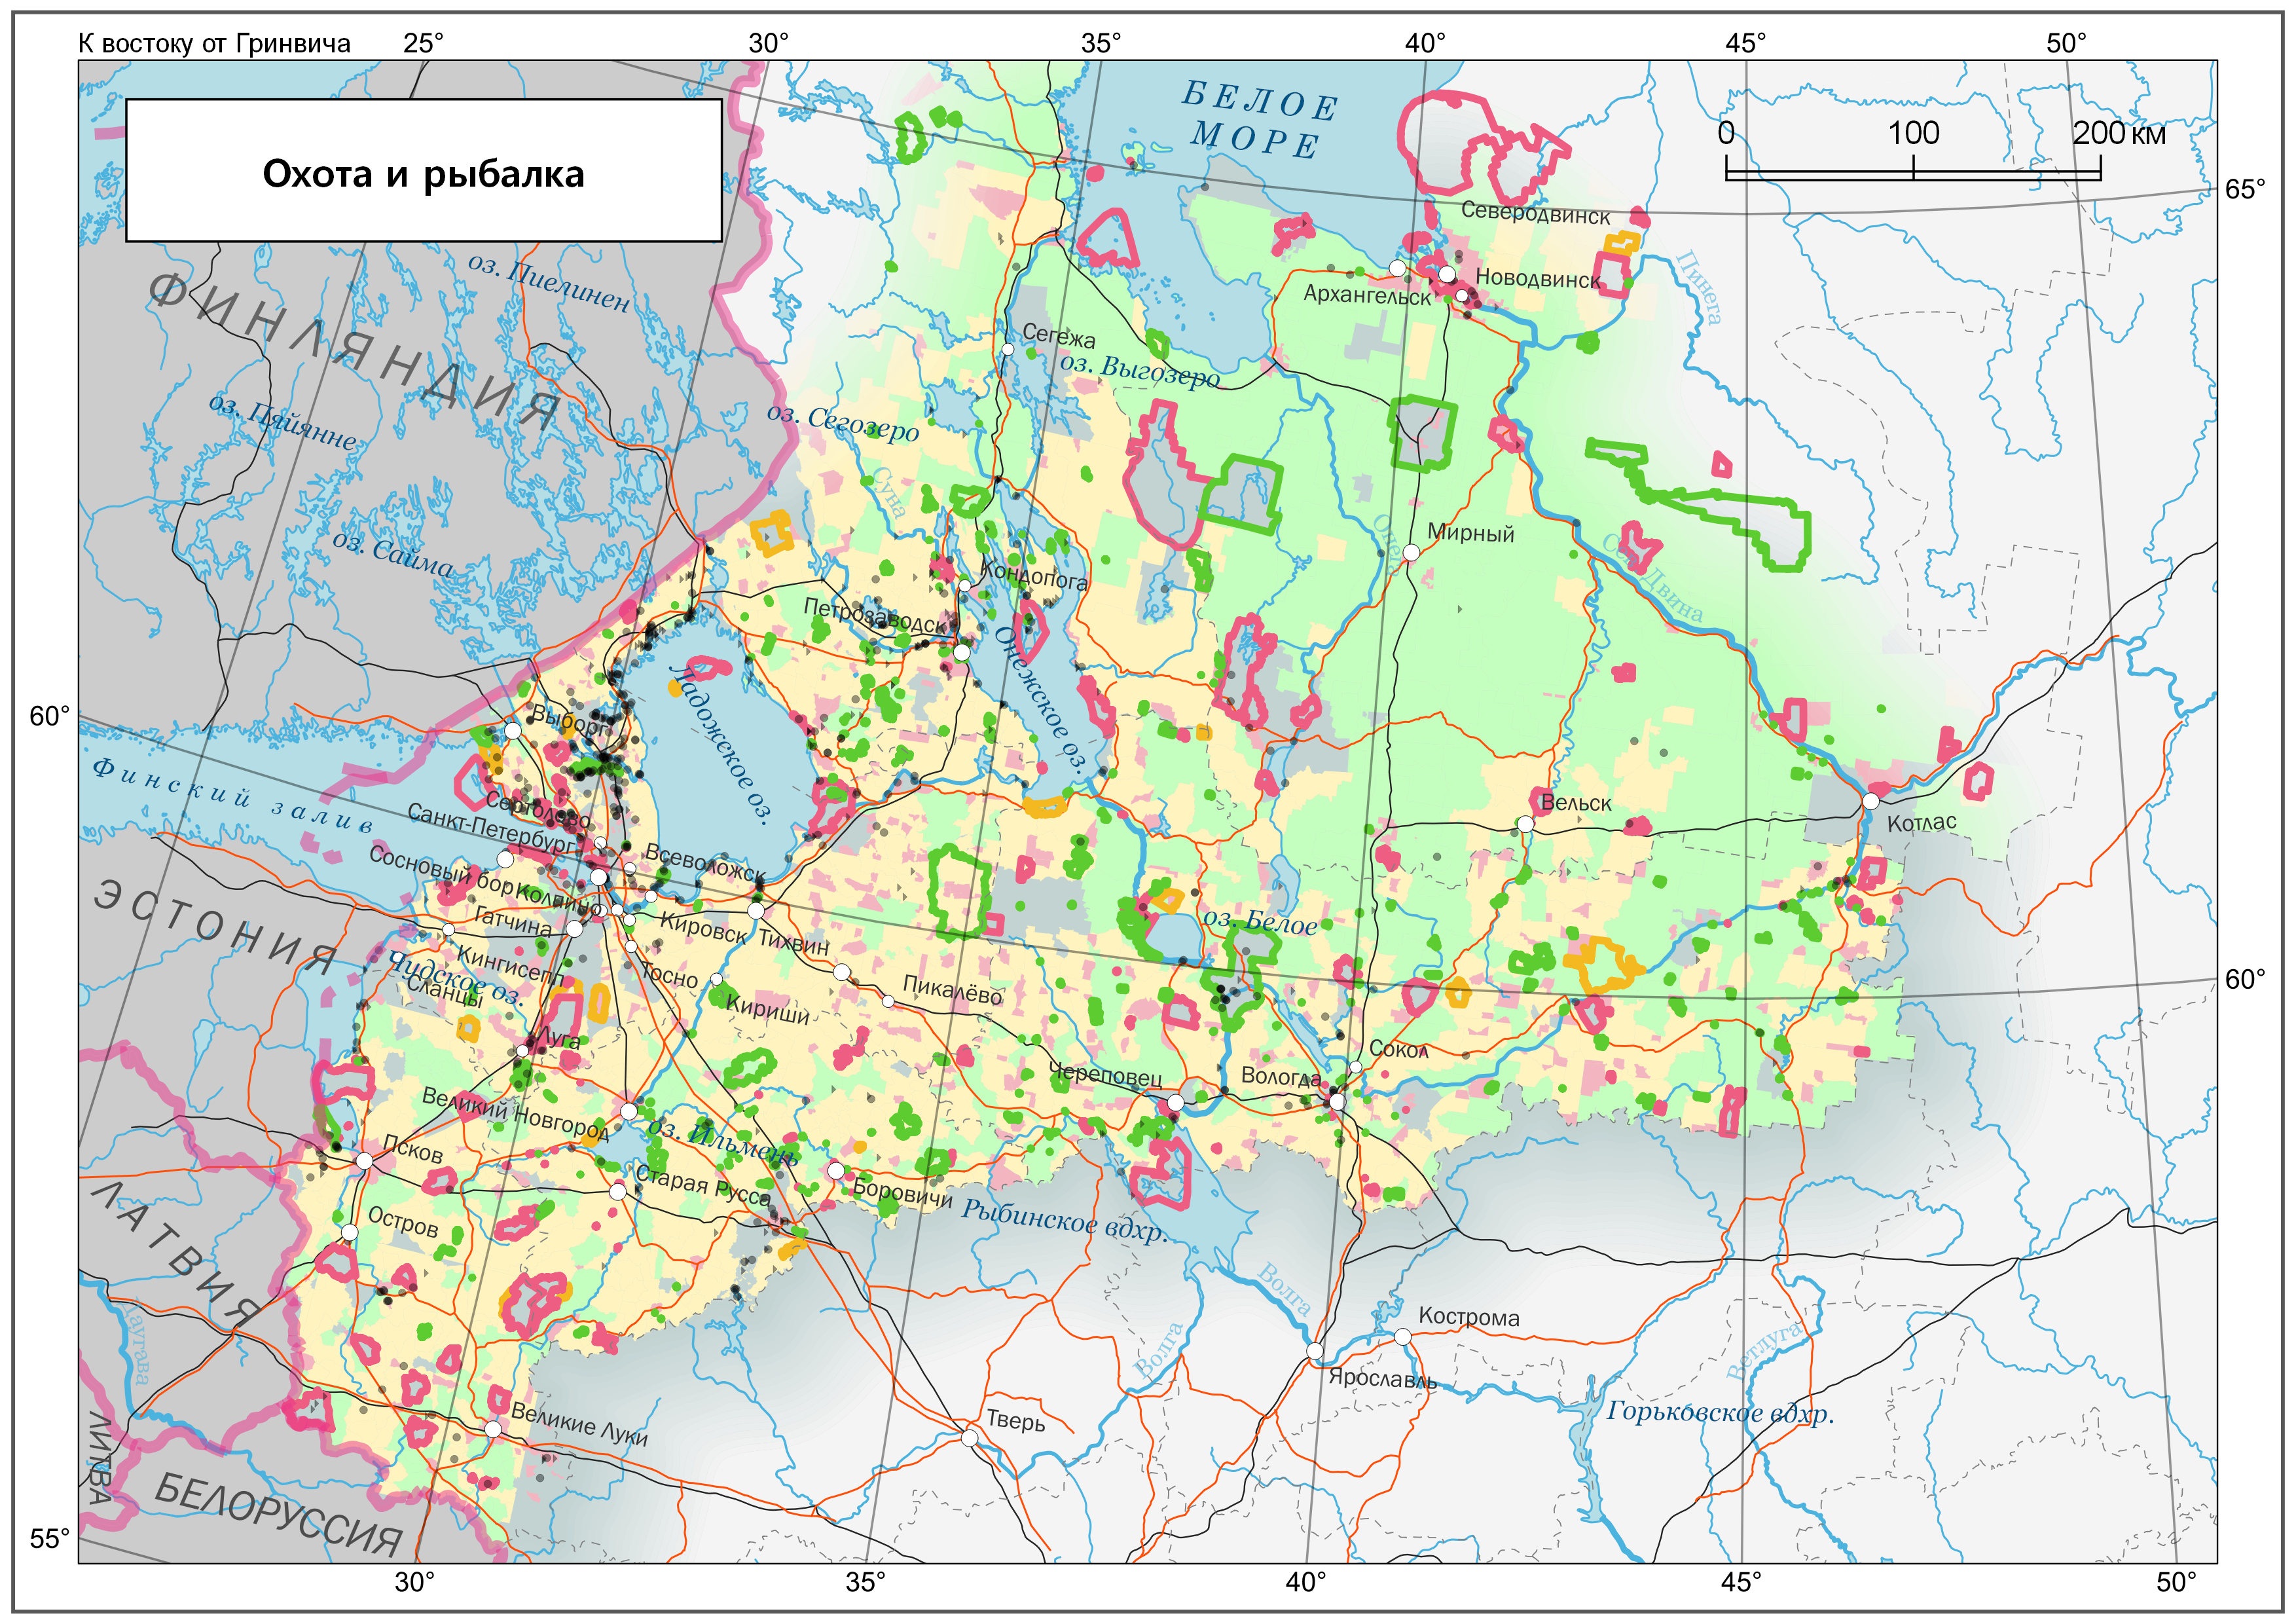 К востоку от Гринвича
25°
30°
35°
40°
45°
50°
БЕЛОЕ
МОРЕ
0
100
200 км
Охота и рыбалка
65°
Северодвинск
оз. Пиелинен
Пинега
Новодвинск
Архангельск
ФИНЛЯНДИЯ
Сегежа
оз. Выгозеро
оз. Пяйянне
оз. Сегозеро
Суна
Онега
Мирный
оз. Сайма
Сев. Двина
Кондопога
Петрозаводск
Онежское оз.
Ладожское оз.
60°
Выборг
Финский залив
Сертолово
Вельск
Санкт-Петербург
Котлас
Всеволожск
Сосновый бор
Колпино
ЭСТОНИЯ
Гатчина
оз. Белое
Кировск
Тихвин
Кингисепп
Чудское оз.
Тосно
60°
Сланцы
Пикалёво
Кириши
Луга
Сокол
Череповец
Вологда
Великий Новгород
оз. Ильмень
Псков
Старая Русса
Боровичи
ЛАТВИЯ
Остров
Рыбинское вдхр.
Волга
Даугава
Кострома
Волга
Ветлуга
Ярославль
Великие Луки
Тверь
Горьковское вдхр.
ЛИТВА
БЕЛОРУССИЯ
55°
30°
35°
40°
45°
50°